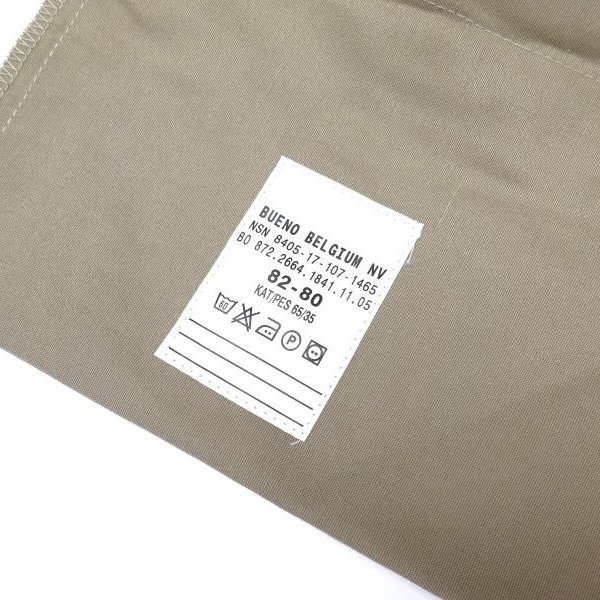 BUENO BELGIUM NV
NSN 8405-17-107-1465
BO 872.2664.1841.11.05
82-80
KAT/PES 65/35
60 P